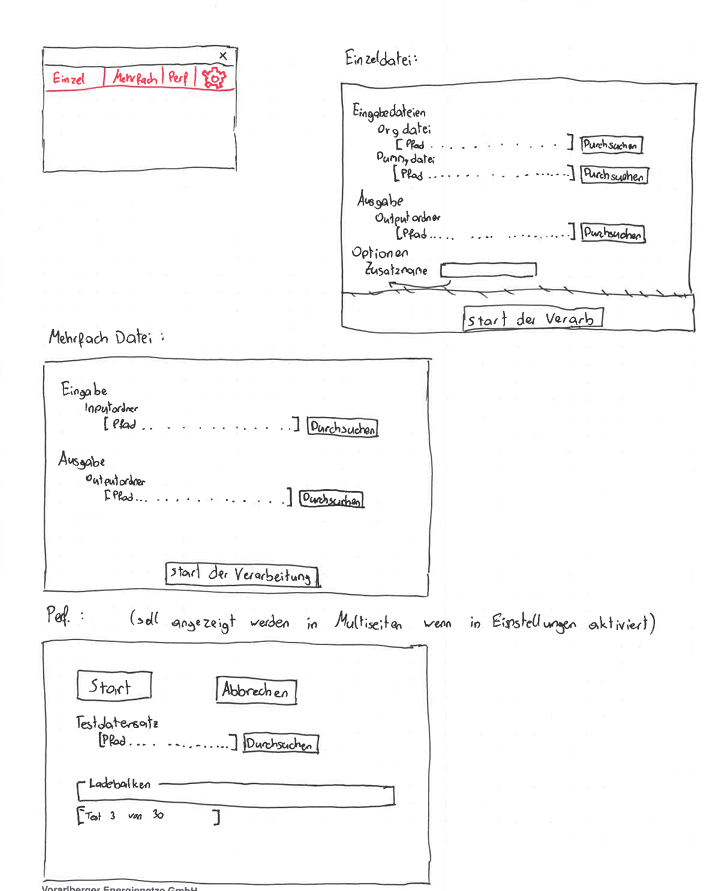 x
Einzel Mehrfach Perf
Einzeldatei:
Eingabedateien
Org datei
[Pfad . . . . . . . . . ] Durchsuchen
Dummydatei
[Pfad . . . . . . . . . ] Durchsuchen
Ausgabe
Outputordner
[Pfad . . . . . . . . . ] Durchsuchen
Optionen
Zusatzname
start der Verarb
Mehrfach Datei :
Eingabe
Inputordner
[Pfad . . . . . . . . . ] Durchsuchen
Ausgabe
Outputordner
[Pfad . . . . . . . . . ] Durchsuchen
start der Verarbeitung
Perf. : (soll angezeigt werden in Multiseiten wenn in Einstellungen aktiviert)
Start Abbrechen
Testdatensatz
[Pfad . . . . . . . . . ] Durchsuchen
Ladebalken
[Test 3 von 30 ]
Vorarlberger Energienetze GmbH